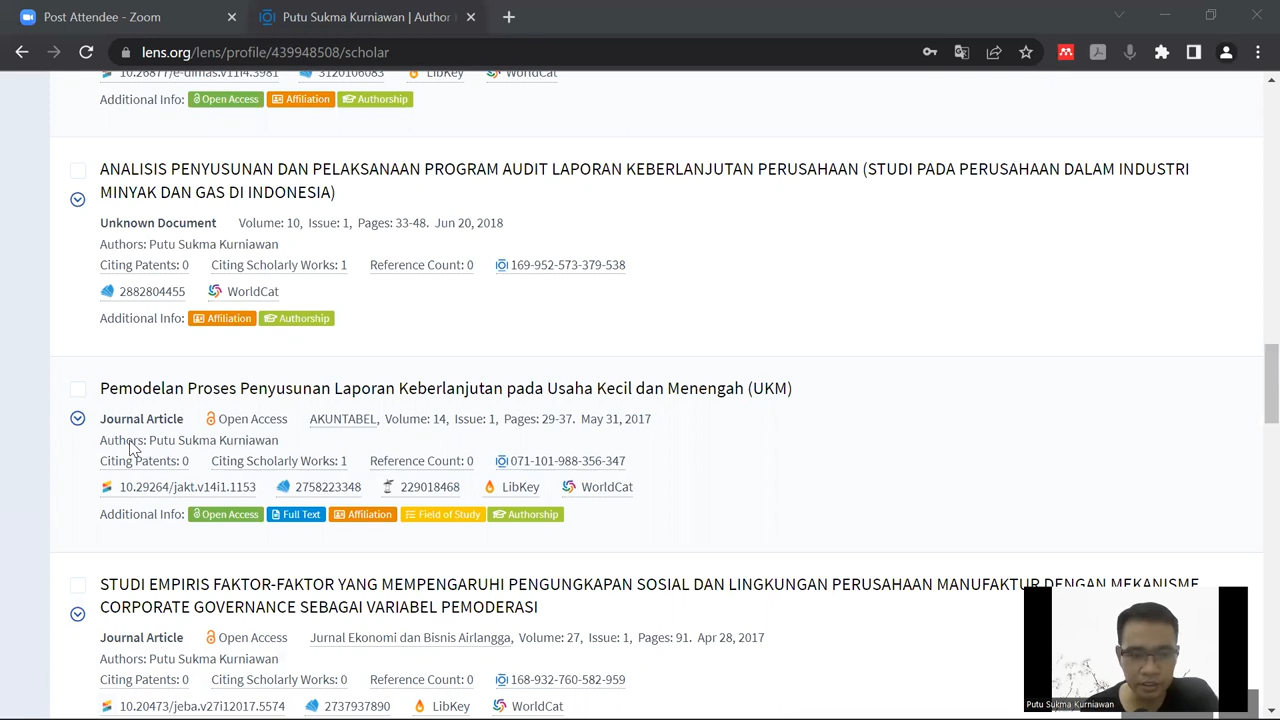 Post Attendee - Zoom
Putu Sukma Kurniawan | Author
lens.org/lens/profile/439948508/scholar
10.26877/e-dimas.v11i4.3981 3120106083 LibKey WorldCat
Additional Info: Open Access Affiliation Authorship
ANALISIS PENYUSUNAN DAN PELAKSANAAN PROGRAM AUDIT LAPORAN KEBERLANJUTAN PERUSAHAAN (STUDI PADA PERUSAHAAN DALAM INDUSTRI
MINYAK DAN GAS DI INDONESIA)
Unknown Document Volume: 10, Issue: 1, Pages: 33-48. Jun 20, 2018
Authors: Putu Sukma Kurniawan
Citing Patents: 0 Citing Scholarly Works: 1 Reference Count: 0 169-952-573-379-538
2882804455 WorldCat
Additional Info: Affiliation Authorship
Pemodelan Proses Penyusunan Laporan Keberlanjutan pada Usaha Kecil dan Menengah (UKM)
Journal Article Open Access AKUNTABEL, Volume: 14, Issue: 1, Pages: 29-37. May 31, 2017
Authors: Putu Sukma Kurniawan
Citing Patents: 0 Citing Scholarly Works: 1 Reference Count: 0 071-101-988-356-347
10.29264/jakt.v14i1.1153 2758223348 229018468 LibKey WorldCat
Additional Info: Open Access Full Text Affiliation Field of Study Authorship
STUDI EMPIRIS FAKTOR-FAKTOR YANG MEMPENGARUHI PENGUNGKAPAN SOSIAL DAN LINGKUNGAN PERUSAHAAN MANUFAKTUR DENGAN MEKANISME
CORPORATE GOVERNANCE SEBAGAI VARIABEL PEMODERASI
Journal Article Open Access Jurnal Ekonomi dan Bisnis Airlangga, Volume: 27, Issue: 1, Pages: 91. Apr 28, 2017
Authors: Putu Sukma Kurniawan
Citing Patents: 0 Citing Scholarly Works: 0 Reference Count: 0 168-932-760-582-959
10.20473/jeba.v27i12017.5574 2737087890 LibKey WorldCat
Putu Sukma Kurniawan